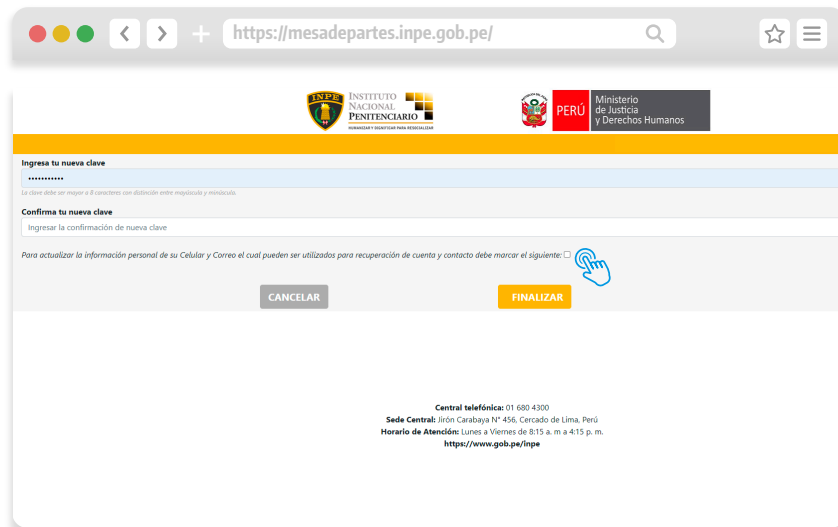 https://mesadepartes.inpe.gob.pe/
INPE
INSTITUTO
NACIONAL
PENITENCIARIO
HUMANIZAR Y DIGNIFICAR PARA RESOCIALIZAR
PERÚ
Ministerio
de Justicia
y Derechos Humanos
Ingresa tu nueva clave
•••••••••••
La clave debe ser mayor a 8 caracteres con distinción entre mayúscula y minúscula.
Confirma tu nueva clave
Ingresar la confirmación de nueva clave
Para actualizar la información personal de su Celular y Correo el cual pueden ser utilizados para recuperación de cuenta y contacto debe marcar el siguiente:
CANCELAR
FINALIZAR
Central telefónica: 01 680 4300
Sede Central: Jirón Carabaya N° 456, Cercado de Lima, Perú
Horario de Atención: Lunes a Viernes de 8:15 a. m a 4:15 p. m.
https://www.gob.pe/inpe